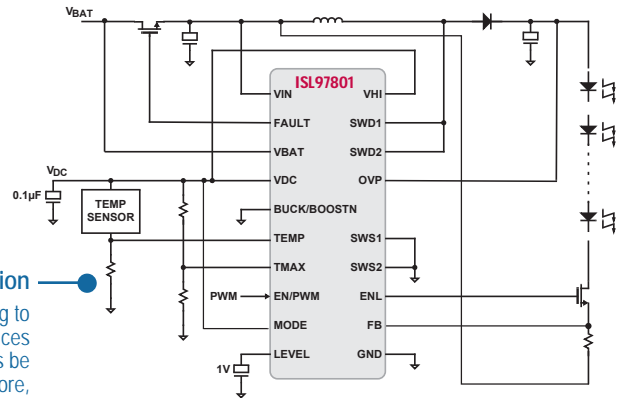 VBAT
ISL97801
VIN VHI
FAULT SWD1
VBAT SWD2
VDC
VDC OVP
0.1µF
TEMP
SENSOR
BUCK/BOOSTN
TEMP SWS1
TMAX SWS2
PWM EN/PWM ENL
MODE FB
LEVEL GND
1V
ion
g to
ces
s be
ore,